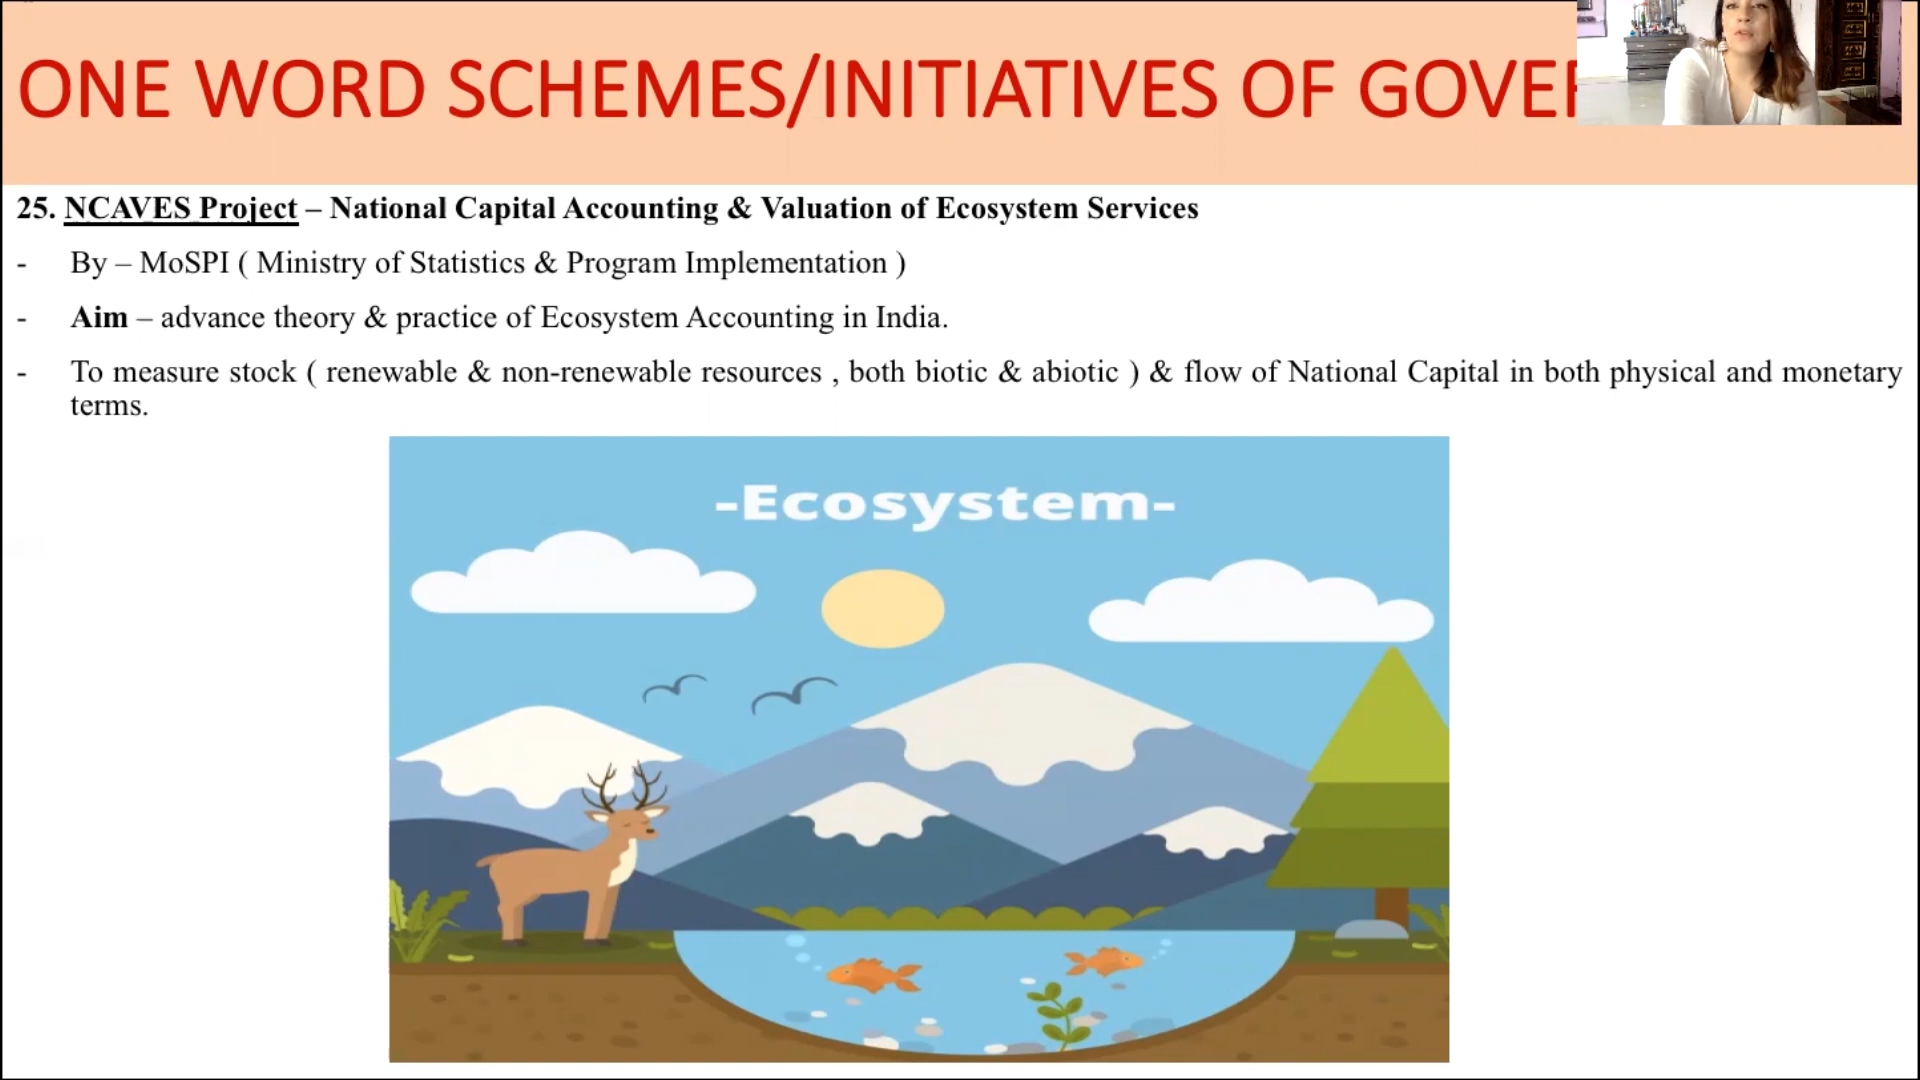 ONE WORD SCHEMES/INITIATIVES OF
25. NCAVES Project – National Capital Accounting & Valuation of Ecosystem Services
- By – MoSPI ( Ministry of Statistics & Program Implementation )
- Aim – advance theory & practice of Ecosystem Accounting in India.
- To measure stock ( renewable & non-renewable resources , both biotic & abiotic ) & flow of National Capital in both physical and monetary
terms.
-Ecosystem-